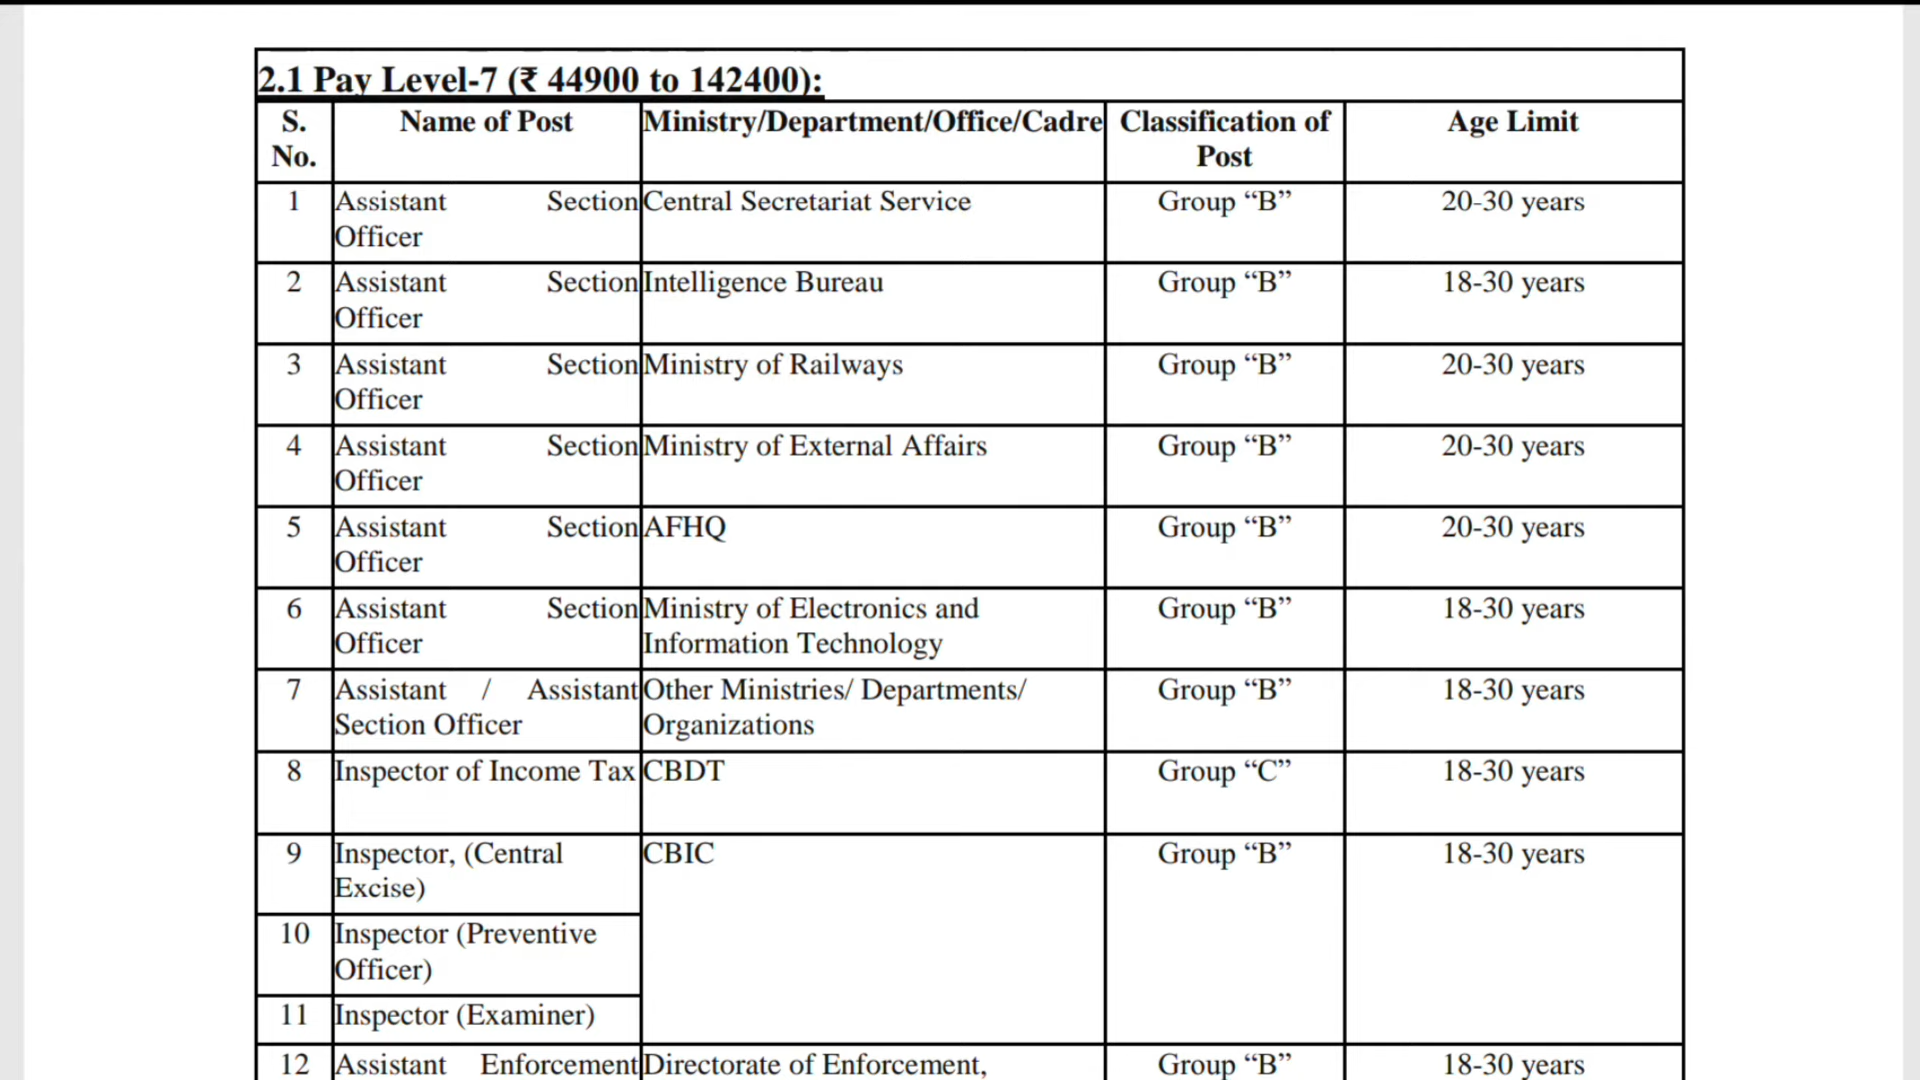 2.1 Pay Level-7 (₹ 44900 to 142400):
S. No. Name of Post Ministry/Department/Office/Cadre Classification of Post Age Limit
1 Assistant Section Officer Central Secretariat Service Group “B” 20-30 years
2 Assistant Section Officer Intelligence Bureau Group “B” 18-30 years
3 Assistant Section Officer Ministry of Railways Group “B” 20-30 years
4 Assistant Section Officer Ministry of External Affairs Group “B” 20-30 years
5 Assistant Section Officer AFHQ Group “B” 20-30 years
6 Assistant Section Officer Ministry of Electronics and Information Technology Group “B” 18-30 years
7 Assistant / Assistant Section Officer Other Ministries/ Departments/ Organizations Group “B” 18-30 years
8 Inspector of Income Tax CBDT Group “C” 18-30 years
9 Inspector, (Central Excise) CBIC Group “B” 18-30 years
10 Inspector (Preventive Officer)
11 Inspector (Examiner)
12 Assistant Enforcement Directorate of Enforcement, Group “B” 18-30 years